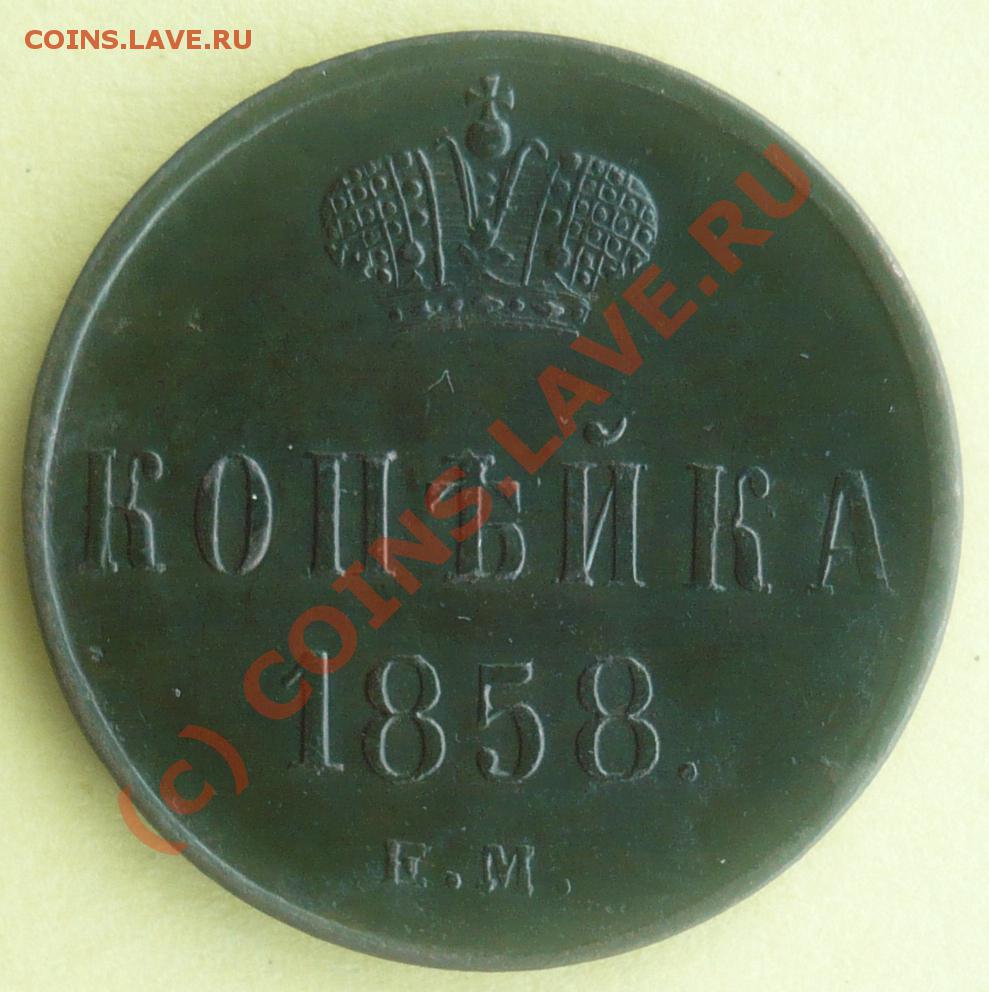 COINS.LAVE.RU
КОПѢЙКА
1858.
Е.М.
(c) COINS.LAVE.RU